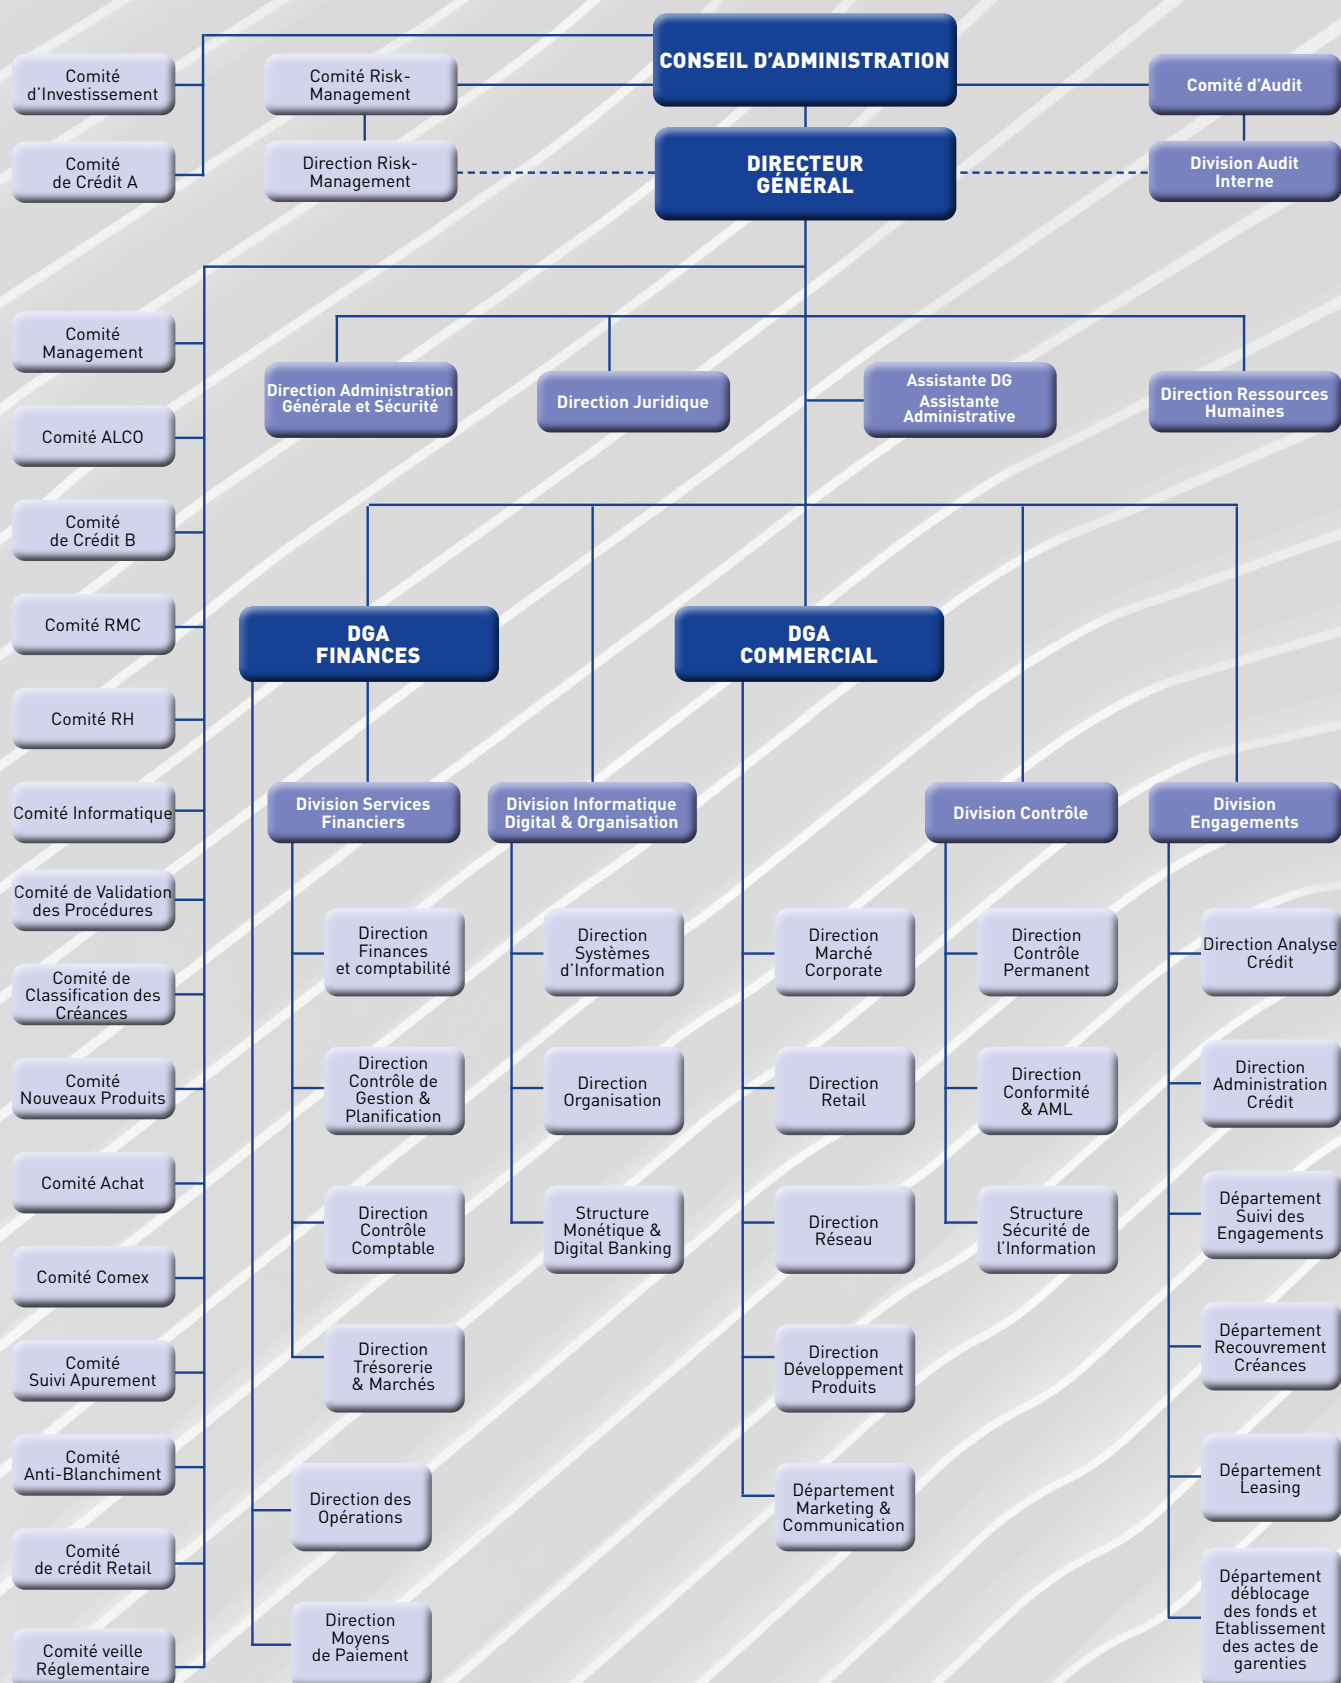 CONSEIL D'ADMINISTRATION
Comité
d'Investissement
Comité Risk-
Management
Comité d'Audit
Comité
de Crédit A
Direction Risk-
Management
DIRECTEUR
GÉNÉRAL
Division Audit
Interne
Comité
Management
Comité ALCO
Comité
de Crédit B
Comité RMC
Comité RH
Comité Informatique
Comité de Validation
des Procédures
Comité de
Classification des
Créances
Comité
Nouveaux Produits
Comité Achat
Comité Comex
Comité
Suivi Apurement
Comité
Anti-Blanchiment
Comité
de crédit Retail
Comité veille
Réglementaire
Direction Administration
Générale et Sécurité
Direction Juridique
Assistante DG
Assistante
Administrative
Direction Ressources
Humaines
DGA
FINANCES
DGA
COMMERCIAL
Division Services
Financiers
Division Informatique
Digital & Organisation
Division Contrôle
Division
Engagements
Direction
Finances
et comptabilité
Direction
Contrôle de
Gestion &
Planification
Direction
Contrôle
Comptable
Direction
Trésorerie
& Marchés
Direction des
Opérations
Direction
Moyens
de Paiement
Direction
Systèmes
d'Information
Direction
Organisation
Structure
Monétique &
Digital Banking
Direction
Marché
Corporate
Direction
Retail
Direction
Réseau
Direction
Développement
Produits
Département
Marketing &
Communication
Direction
Contrôle
Permanent
Direction
Conformité
& AML
Structure
Sécurité de
l'Information
Direction Analyse
Crédit
Direction
Administration
Crédit
Département
Suivi des
Engagements
Département
Recouvrement
Créances
Département
Leasing
Département
déblocage
des fonds et
Etablissement
des actes de
garenties